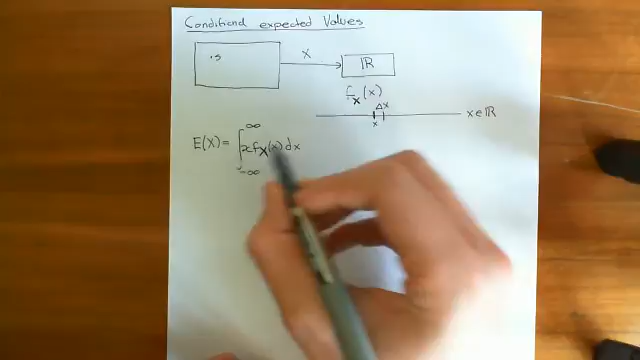 Conditional expected Values
.s
X
ℝ
f_X(x)
Δx
x
x∈ℝ
E(X) = ∫_{-∞}^{∞} x f_X(x) dx